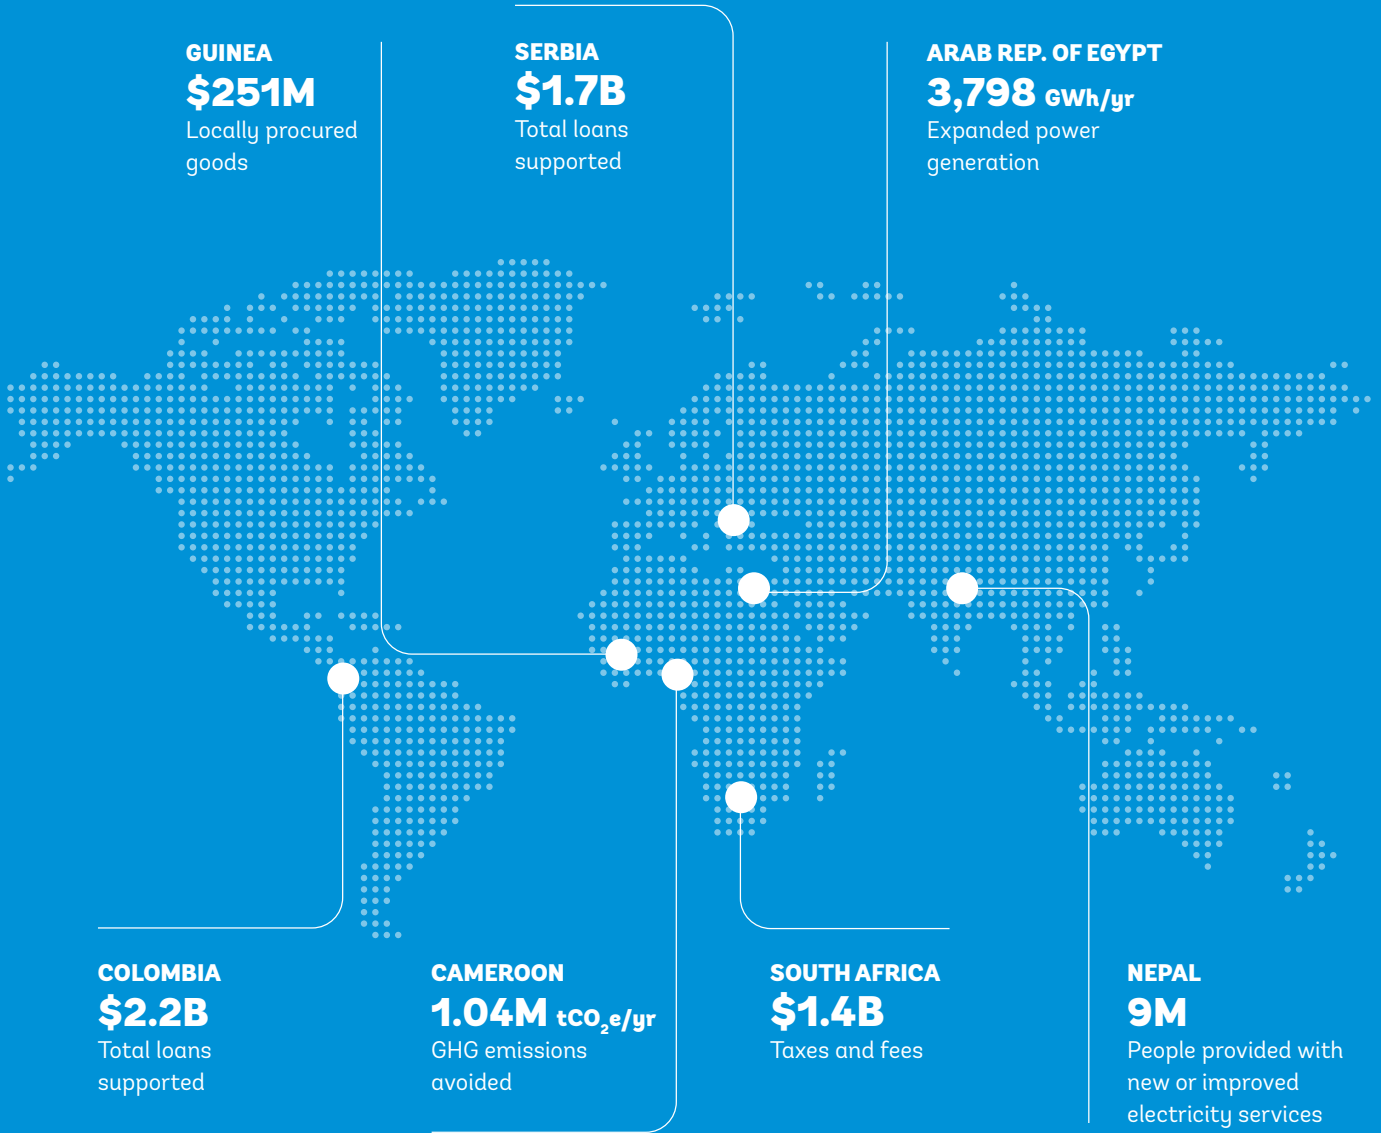 GUINEA
$251M
Locally procured
goods
SERBIA
$1.7B
Total loans
supported
ARAB REP. OF EGYPT
3,798 GWh/yr
Expanded power
generation
COLOMBIA
$2.2B
Total loans
supported
CAMEROON
1.04M tCO₂e/yr
GHG emissions
avoided
SOUTH AFRICA
$1.4B
Taxes and fees
NEPAL
9M
People provided with
new or improved
electricity services